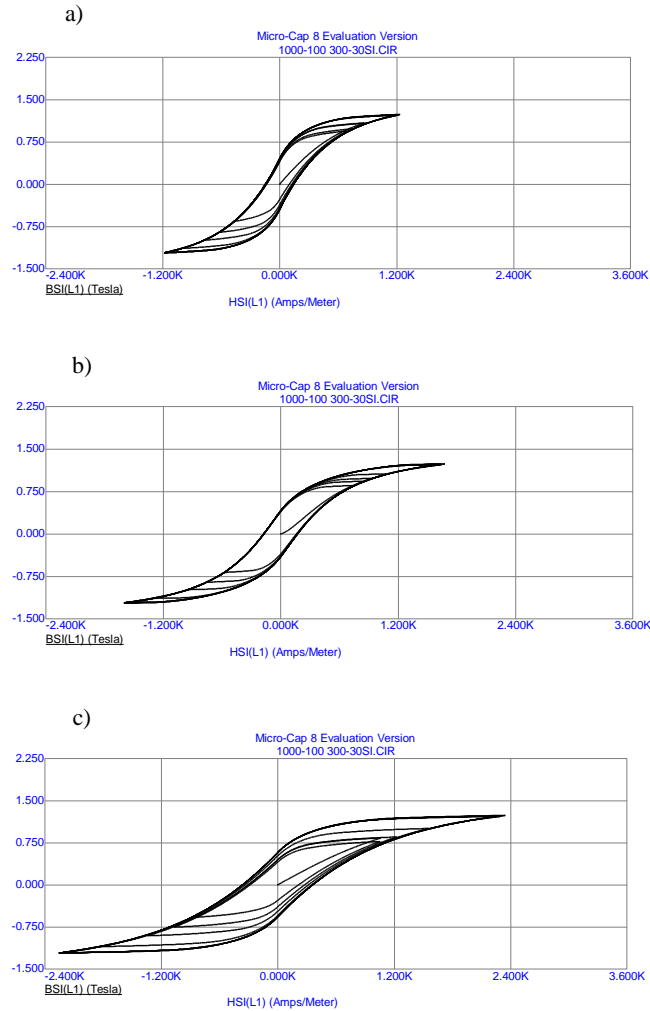 a)
Micro-Cap 8 Evaluation Version
1000-100 300-30SI.CIR
2.250
1.500
0.750
0.000
-0.750
-1.500
-2.400K -1.200K 0.000K 1.200K 2.400K 3.600K
BSI(L1) (Tesla)
HSI(L1) (Amps/Meter)
b)
Micro-Cap 8 Evaluation Version
1000-100 300-30SI.CIR
2.250
1.500
0.750
0.000
-0.750
-1.500
-2.400K -1.200K 0.000K 1.200K 2.400K 3.600K
BSI(L1) (Tesla)
HSI(L1) (Amps/Meter)
c)
Micro-Cap 8 Evaluation Version
1000-100 300-30SI.CIR
2.250
1.500
0.750
0.000
-0.750
-1.500
-2.400K -1.200K 0.000K 1.200K 2.400K 3.600K
BSI(L1) (Tesla)
HSI(L1) (Amps/Meter)